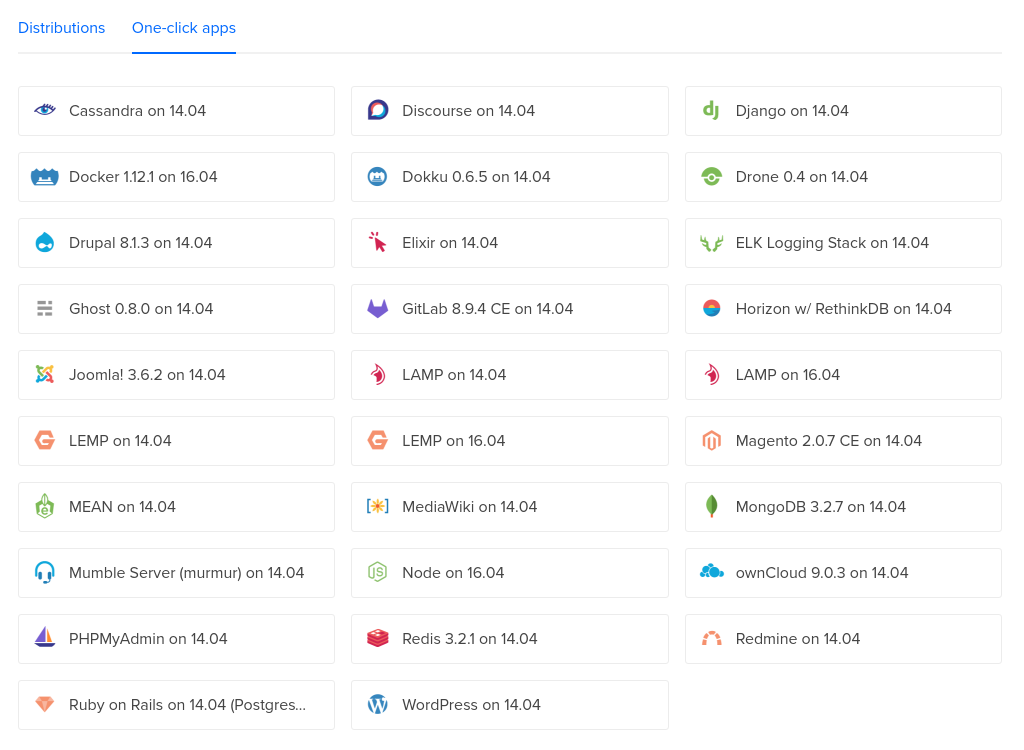 Distributions One-click apps
Cassandra on 14.04
Discourse on 14.04
Django on 14.04
Docker 1.12.1 on 16.04
Dokku 0.6.5 on 14.04
Drone 0.4 on 14.04
Drupal 8.1.3 on 14.04
Elixir on 14.04
ELK Logging Stack on 14.04
Ghost 0.8.0 on 14.04
GitLab 8.9.4 CE on 14.04
Horizon w/ RethinkDB on 14.04
Joomla! 3.6.2 on 14.04
LAMP on 14.04
LAMP on 16.04
LEMP on 14.04
LEMP on 16.04
Magento 2.0.7 CE on 14.04
MEAN on 14.04
MediaWiki on 14.04
MongoDB 3.2.7 on 14.04
Mumble Server (murmur) on 14.04
Node on 16.04
ownCloud 9.0.3 on 14.04
PHPMyAdmin on 14.04
Redis 3.2.1 on 14.04
Redmine on 14.04
Ruby on Rails on 14.04 (Postgres...
WordPress on 14.04